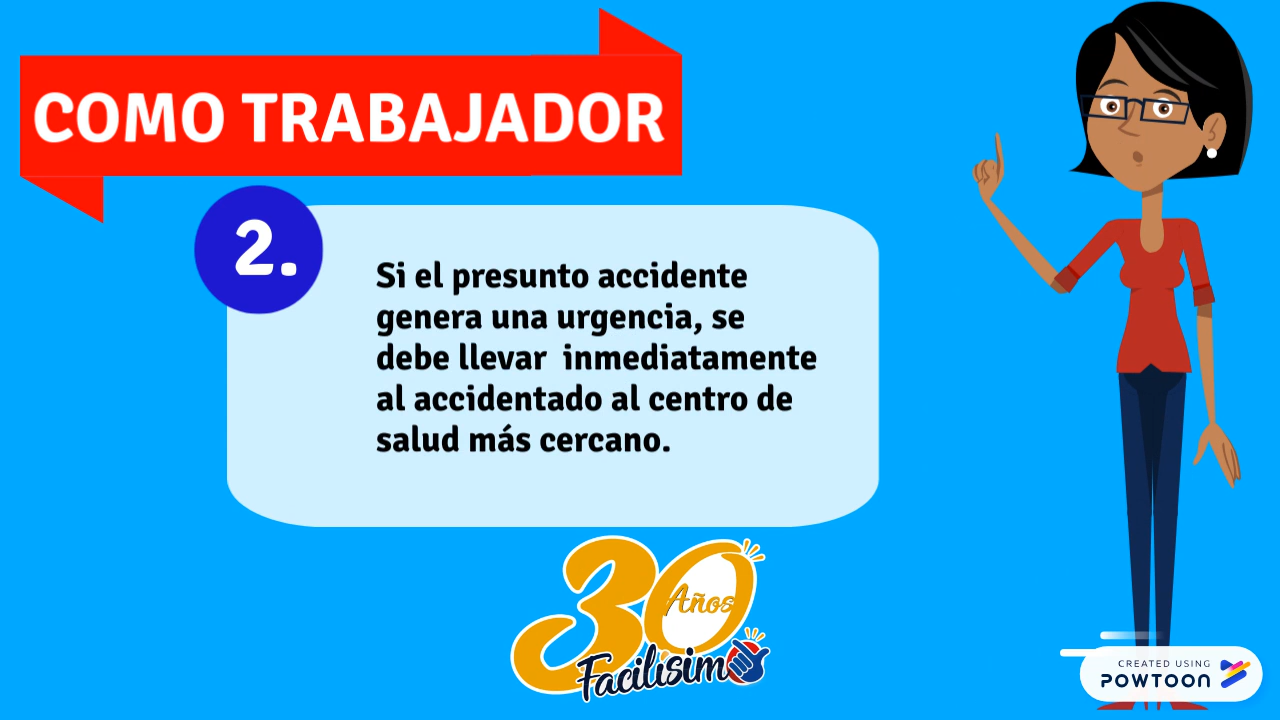 COMO TRABAJADOR
2.
Si el presunto accidente
genera una urgencia, se
debe llevar  inmediatamente
al accidentado al centro de
salud más cercano.
30
Años
Facilísimo
CREATED USING
POWTOON